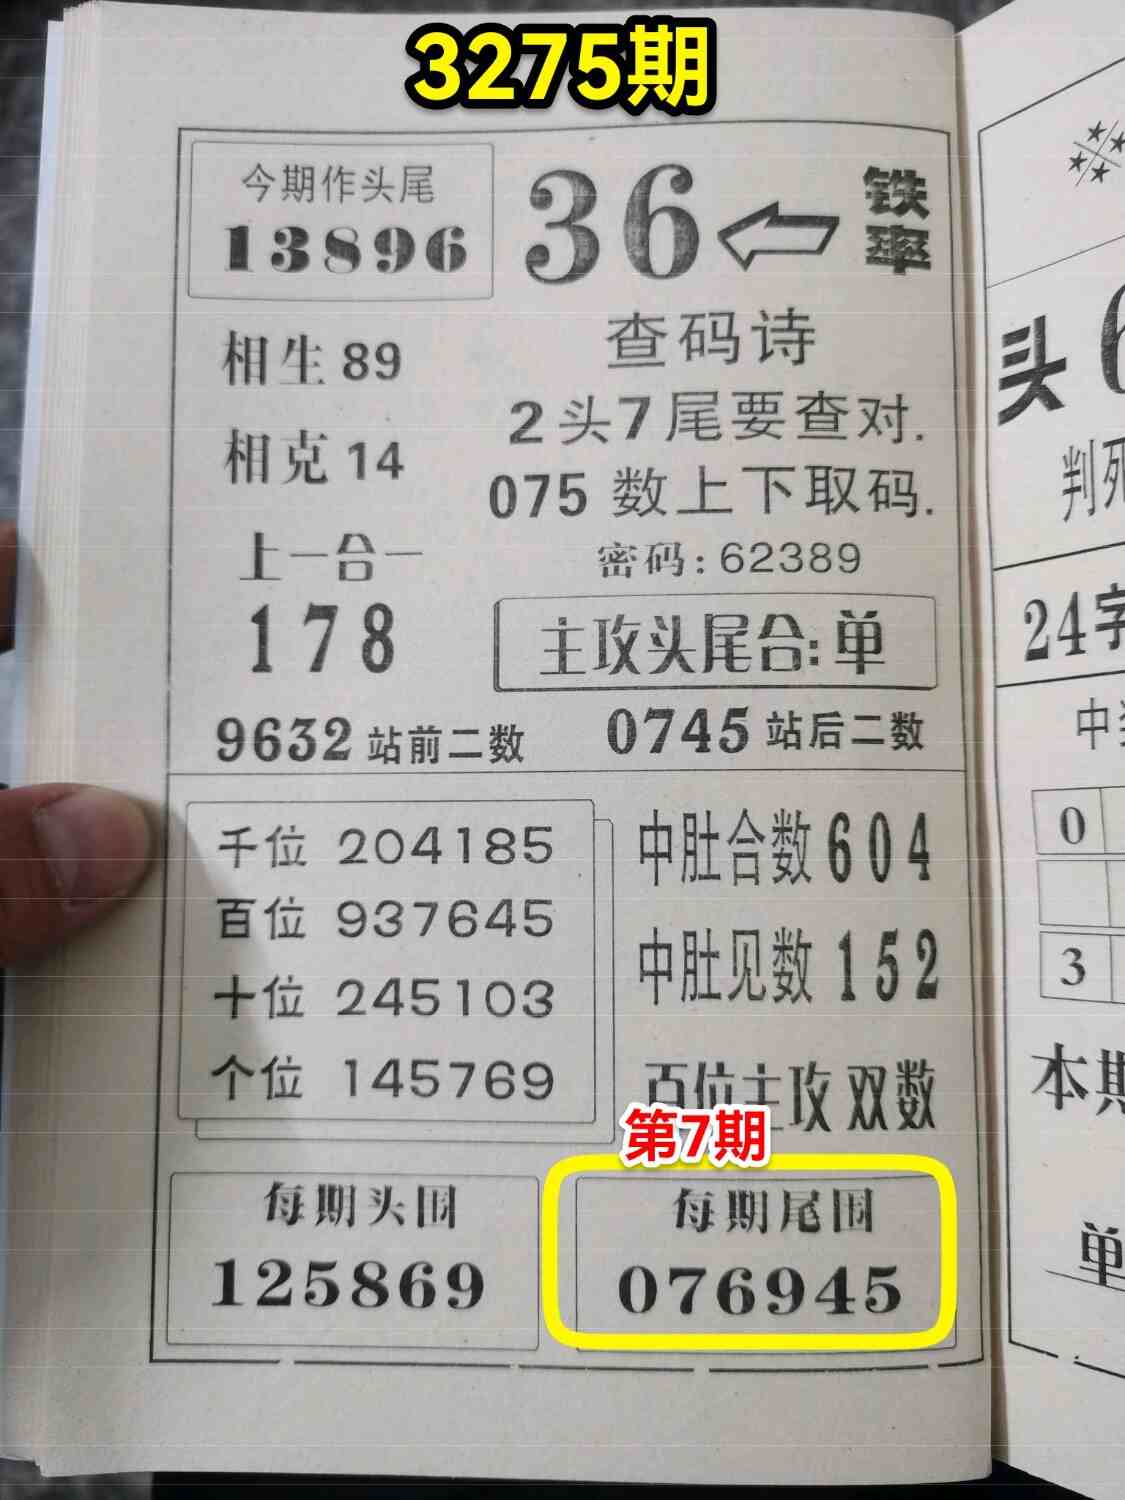 3275期
今期作头尾
13896
36
铁率
相生 89
查码诗
相克 14
2头7尾要查对.
075 数上下取码.
上一合一
密码:62389
178
主攻头尾合:单
9632 站前二数
0745 站后二数
千位 204185
百位 937645
十位 245103
个位 145769
中肚合数 604
中肚见数 152
百位主攻 双数
第7期
每期头围
125869
每期尾围
076945
头
24字
0
3
单